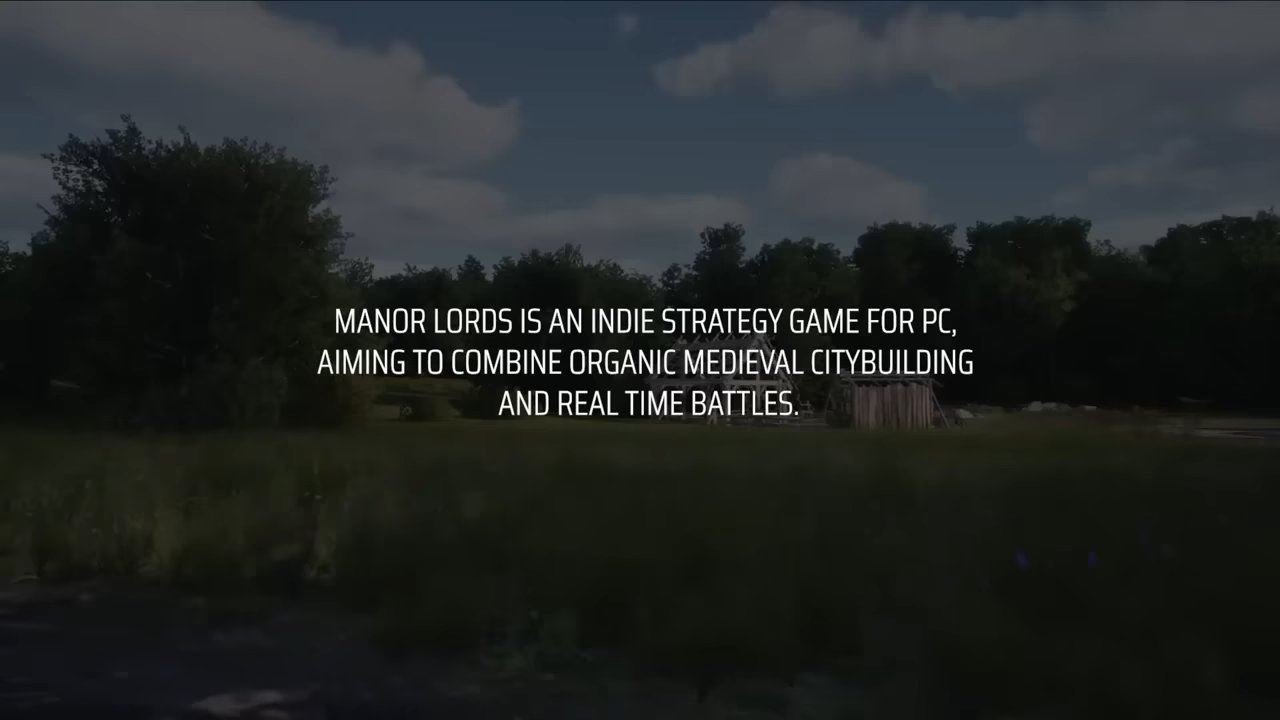 MANOR LORDS IS AN INDIE STRATEGY GAME FOR PC,
AIMING TO COMBINE ORGANIC MEDIEVAL CITYBUILDING
AND REAL TIME BATTLES.